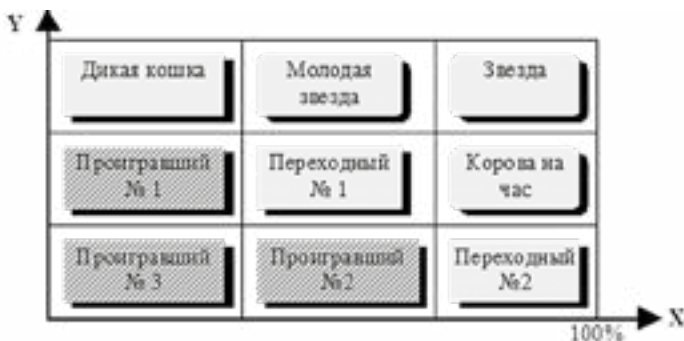 Y
Дикая кошка
Молодая
звезда
Звезда
Проигравший
№ 1
Переходный
№ 1
Корова на
час
Проигравший
№ 3
Проигравший
№2
Переходный
№2
X
100%